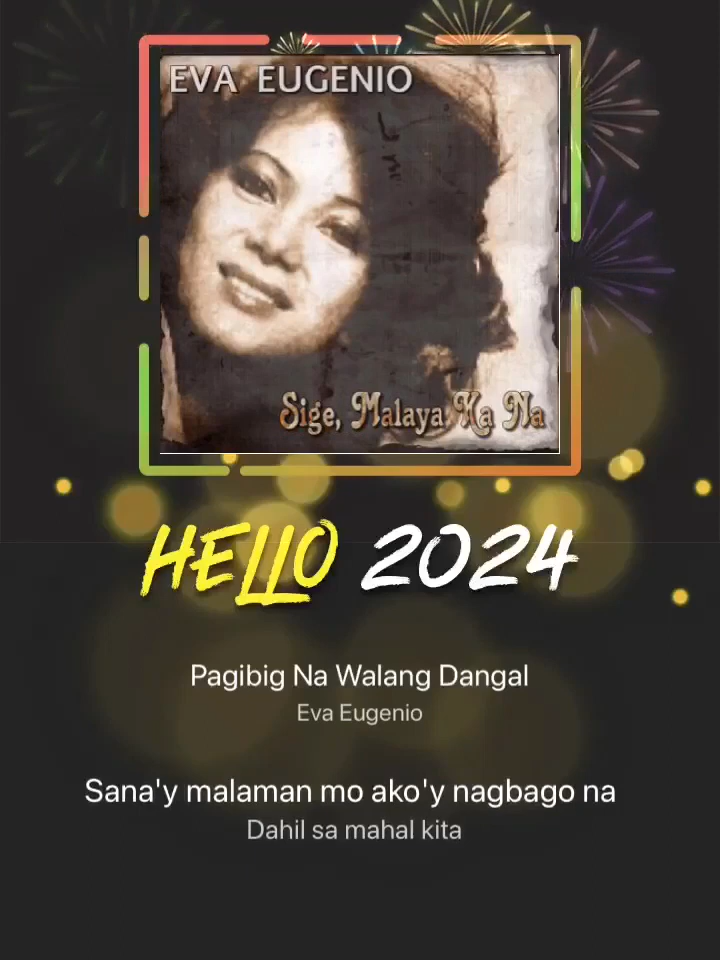 EVA EUGENIO
Sige, Malaya Ka Na
HELLO 2024
Pagibig Na Walang Dangal
Eva Eugenio
Sana'y malaman mo ako'y nagbago na
Dahil sa mahal kita